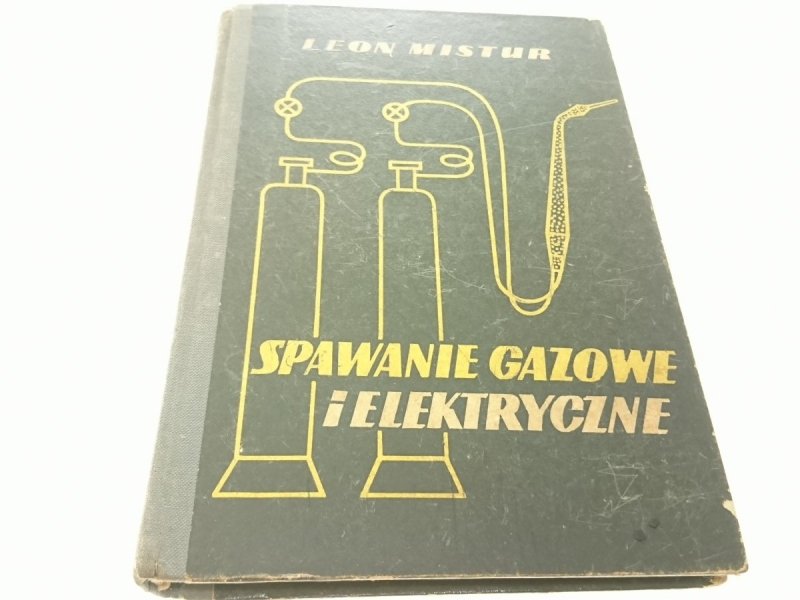 LEON MISTUR
SPAWANIE GAZOWE
i ELEKTRYCZNE